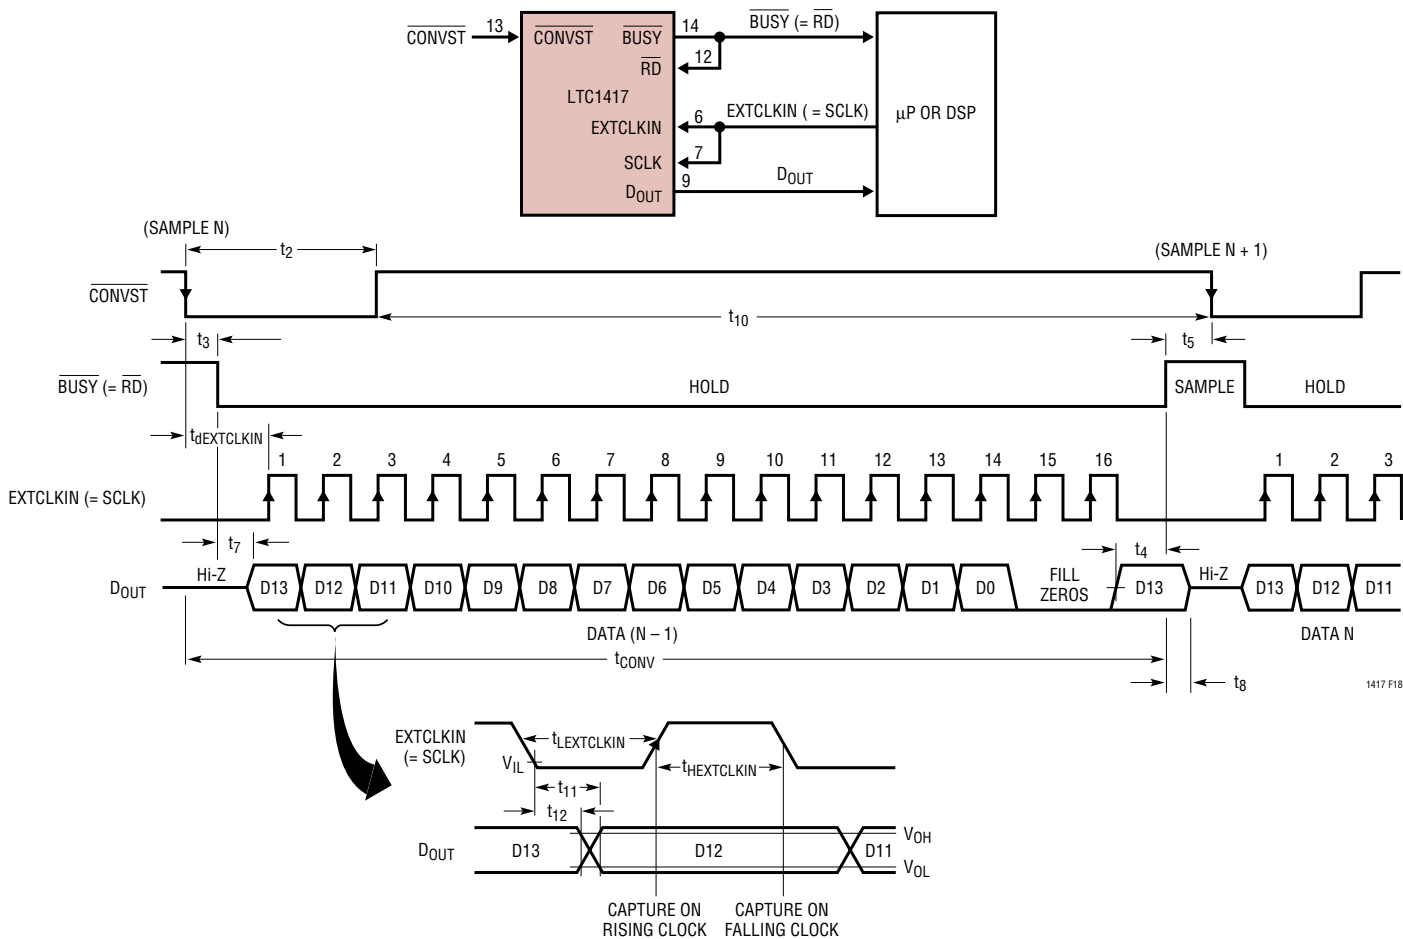 CONVST 13 CONVST BUSY 14 BUSY (= RD)
RD 12
LTC1417
EXTCLKIN 6 EXTCLKIN ( = SCLK) µP OR DSP
SCLK 7
DOUT 9 DOUT
(SAMPLE N) t2 (SAMPLE N + 1)
CONVST
t10
t3 t5
BUSY (= RD) HOLD SAMPLE HOLD
tdEXTCLKIN
1 2 3 4 5 6 7 8 9 10 11 12 13 14 15 16 1 2 3
EXTCLKIN (= SCLK)
t7 t4
DOUT Hi-Z D13 D12 D11 D10 D9 D8 D7 D6 D5 D4 D3 D2 D1 D0 FILL ZEROS D13 Hi-Z D13 D12 D11
DATA (N – 1) DATA N
tCONV
t8
1417 F18
EXTCLKIN
(= SCLK)
tLEXTCLKIN
VIL
tHEXTCLKIN
t11
t12
DOUT D13 D12 D11
VOH
VOL
CAPTURE ON
RISING CLOCK
CAPTURE ON
FALLING CLOCK